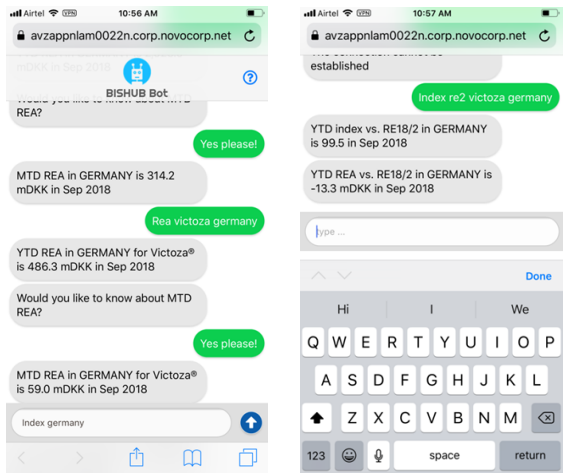 Airtel VPN 10:56 AM
avzappnlam0022n.corp.novocorp.net
BISHUB Bot
Would you like to know about MTD
REA?
Yes please!
MTD REA in GERMANY is 314.2
mDKK in Sep 2018
Rea victoza germany
YTD REA in GERMANY for Victoza®
is 486.3 mDKK in Sep 2018
Would you like to know about MTD
REA?
Yes please!
MTD REA in GERMANY for Victoza®
is 59.0 mDKK in Sep 2018
Index germany
Airtel VPN 10:57 AM
avzappnlam0022n.corp.novocorp.net
The connection cannot be
established
Index re2 victoza germany
YTD index vs. RE18/2 in GERMANY
is 99.5 in Sep 2018
YTD REA vs. RE18/2 in GERMANY is
-13.3 mDKK in Sep 2018
type ...
Done
Hi I We
Q W E R T Y U I O P
A S D F G H J K L
Z X C V B N M
123 space return